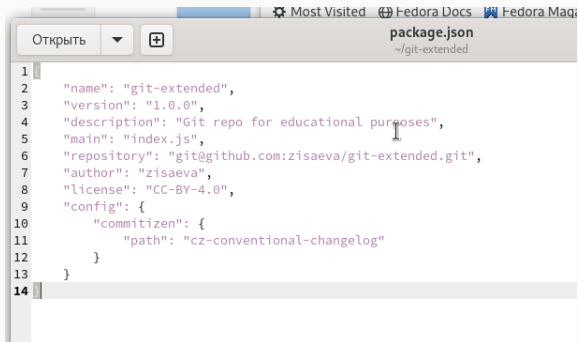 Most Visited Fedora Docs Fedora Maga
Открыть package.json
~/git-extended
1 {
2 "name": "git-extended",
3 "version": "1.0.0",
4 "description": "Git repo for educational purposes",
5 "main": "index.js",
6 "repository": "git@github.com:zisaeva/git-extended.git",
7 "author": "zisaeva",
8 "license": "CC-BY-4.0",
9 "config": {
10 "commitizen": {
11 "path": "cz-conventional-changelog"
12 }
13 }
14 }